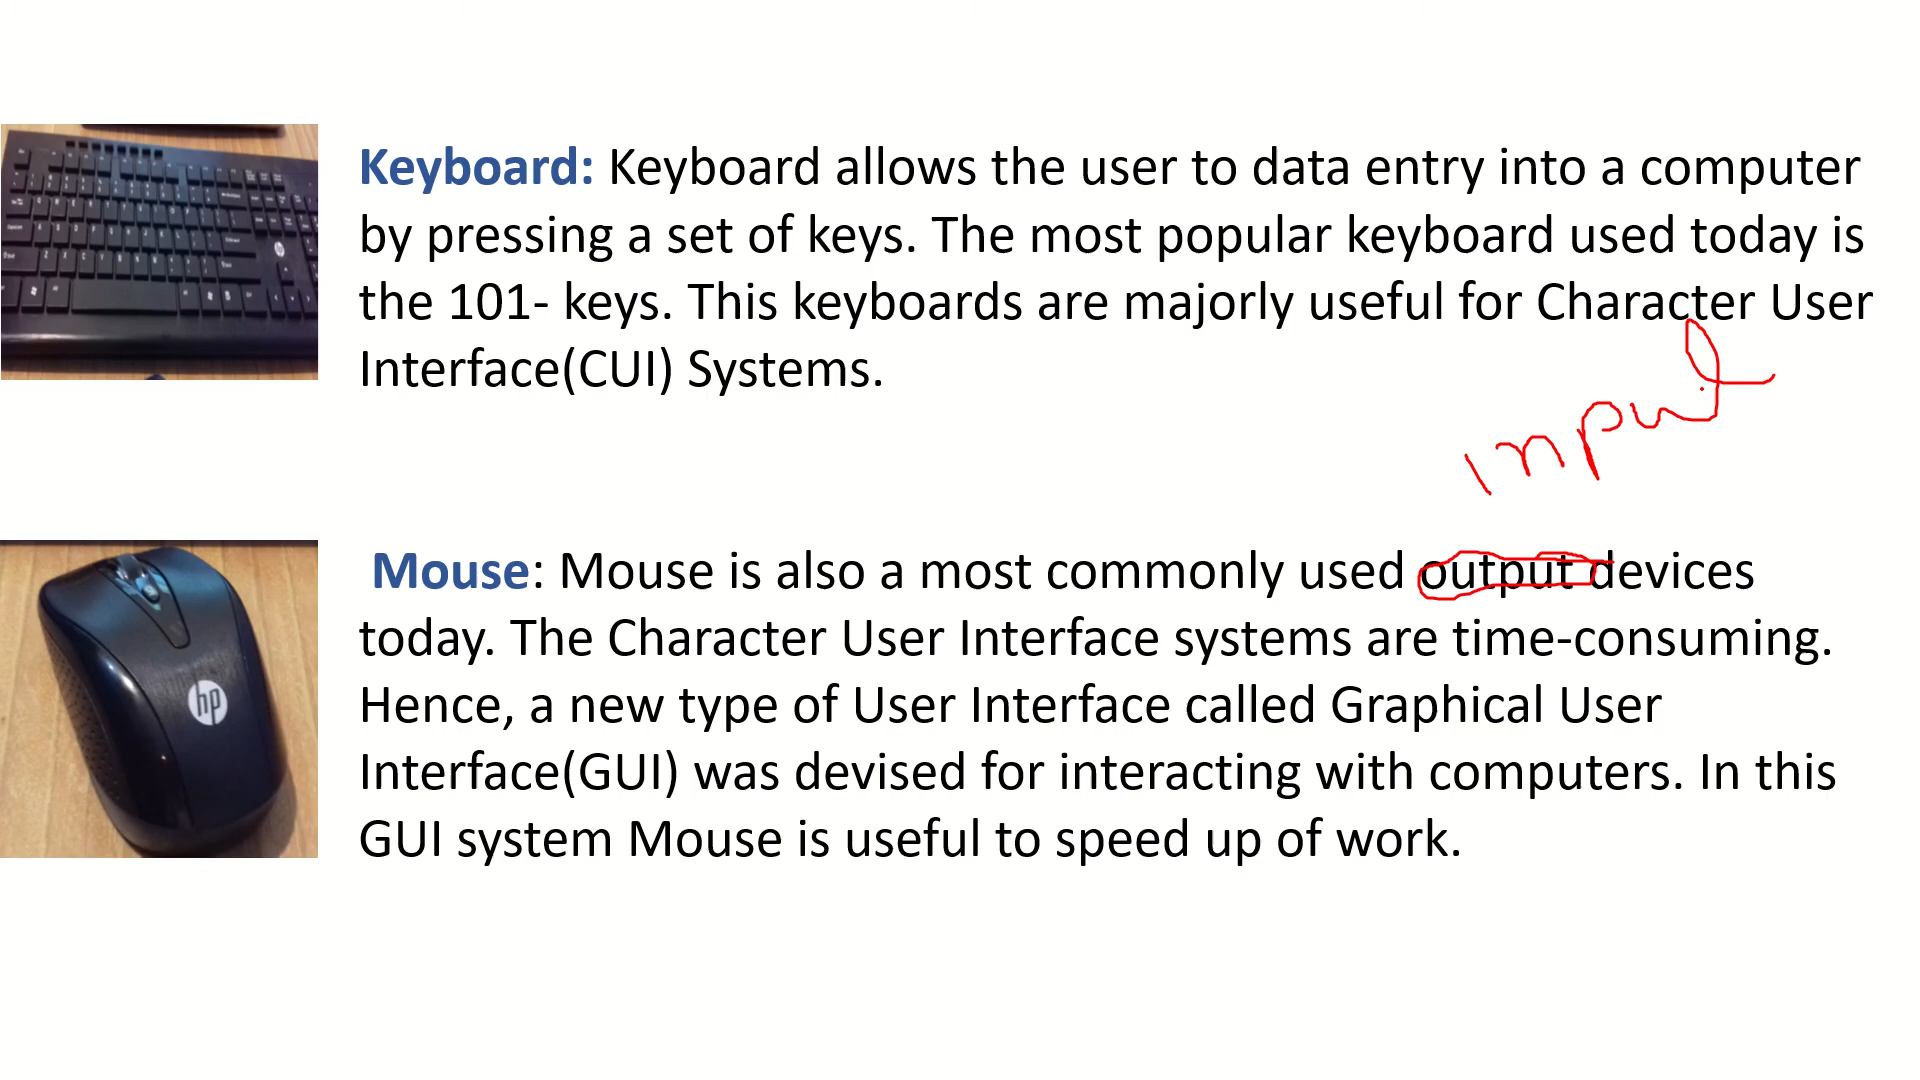 Keyboard: Keyboard allows the user to data entry into a computer
by pressing a set of keys. The most popular keyboard used today is
the 101- keys. This keyboards are majorly useful for Character User
Interface(CUI) Systems.
Input
Mouse: Mouse is also a most commonly used output devices
today. The Character User Interface systems are time-consuming.
Hence, a new type of User Interface called Graphical User
Interface(GUI) was devised for interacting with computers. In this
GUI system Mouse is useful to speed up of work.
hp